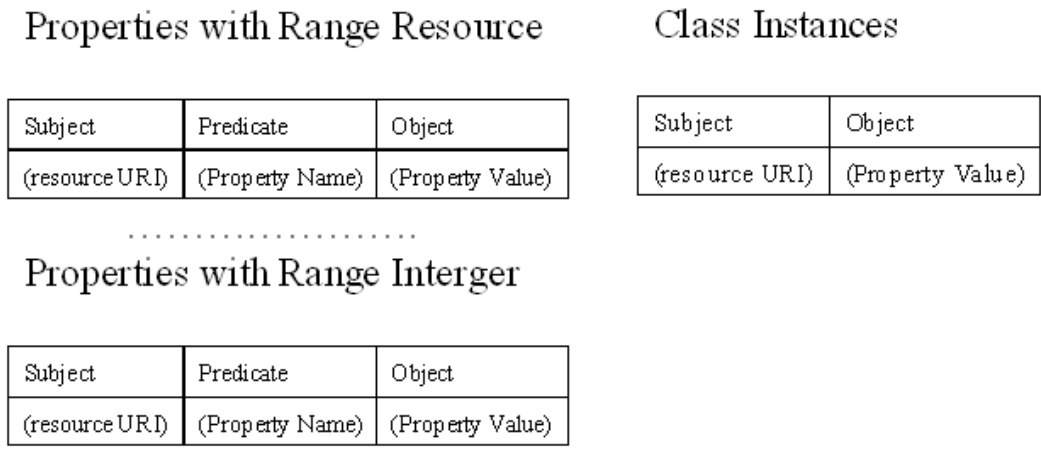 Properties with Range Resource
Subject Predicate Object
(resource URI) (Property Name) (Property Value)
Properties with Range Interger
Subject Predicate Object
(resource URI) (Property Name) (Property Value)
Class Instances
Subject Object
(resource URI) (Property Value)